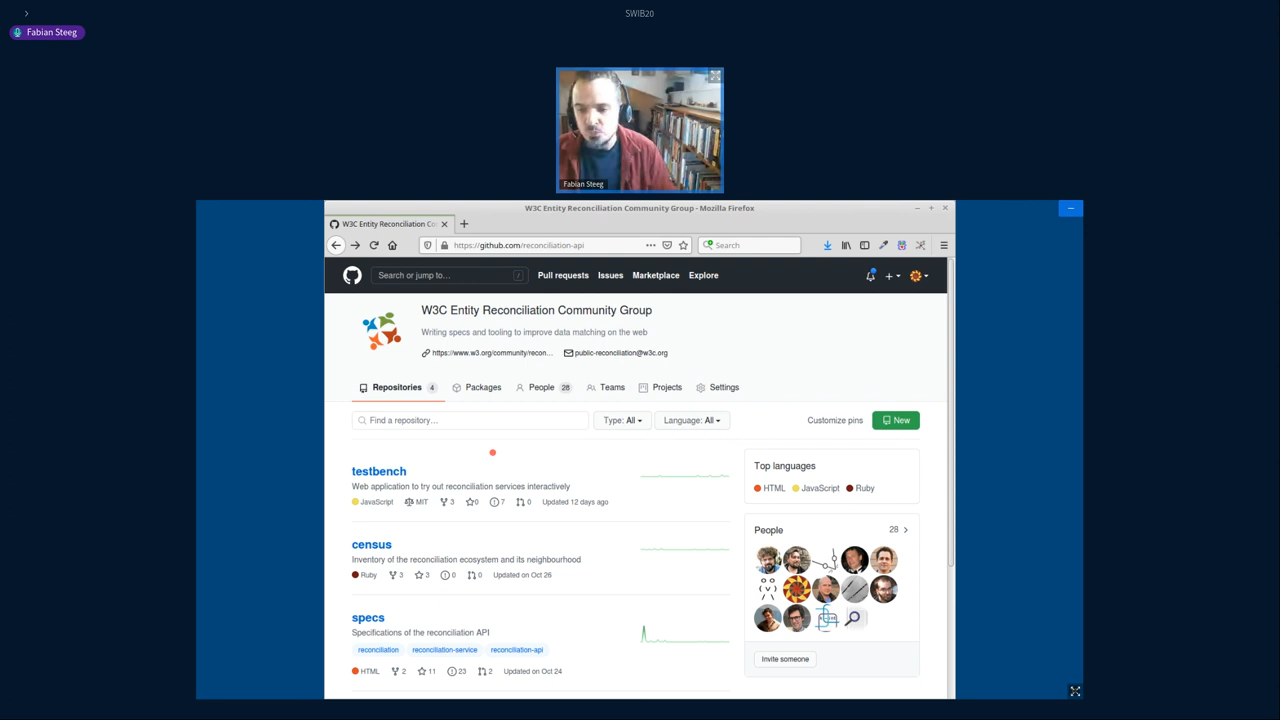 SWIB20
Fabian Steeg
Fabian Steeg
W3C Entity Reconciliation Community Group - Mozilla Firefox
W3C Entity Reconciliation Co
https://github.com/reconciliation-api
Search
Search or jump to...
/
Pull requests
Issues
Marketplace
Explore
W3C Entity Reconciliation Community Group
Writing specs and tooling to improve data matching on the web
https://www.w3.org/community/recon...
public-reconciliation@w3c.org
Repositories 4
Packages
People 28
Teams
Projects
Settings
Find a repository...
Type: All
Language: All
Customize pins
New
testbench
Web application to try out reconciliation services interactively
JavaScript MIT 3 0 7 0 Updated 12 days ago
census
Inventory of the reconciliation ecosystem and its neighbourhood
Ruby 3 3 0 0 Updated on Oct 26
specs
Specifications of the reconciliation API
reconciliation reconciliation-service reconciliation-api
HTML 2 11 23 2 Updated on Oct 24
Top languages
HTML JavaScript Ruby
People 28
Invite someone